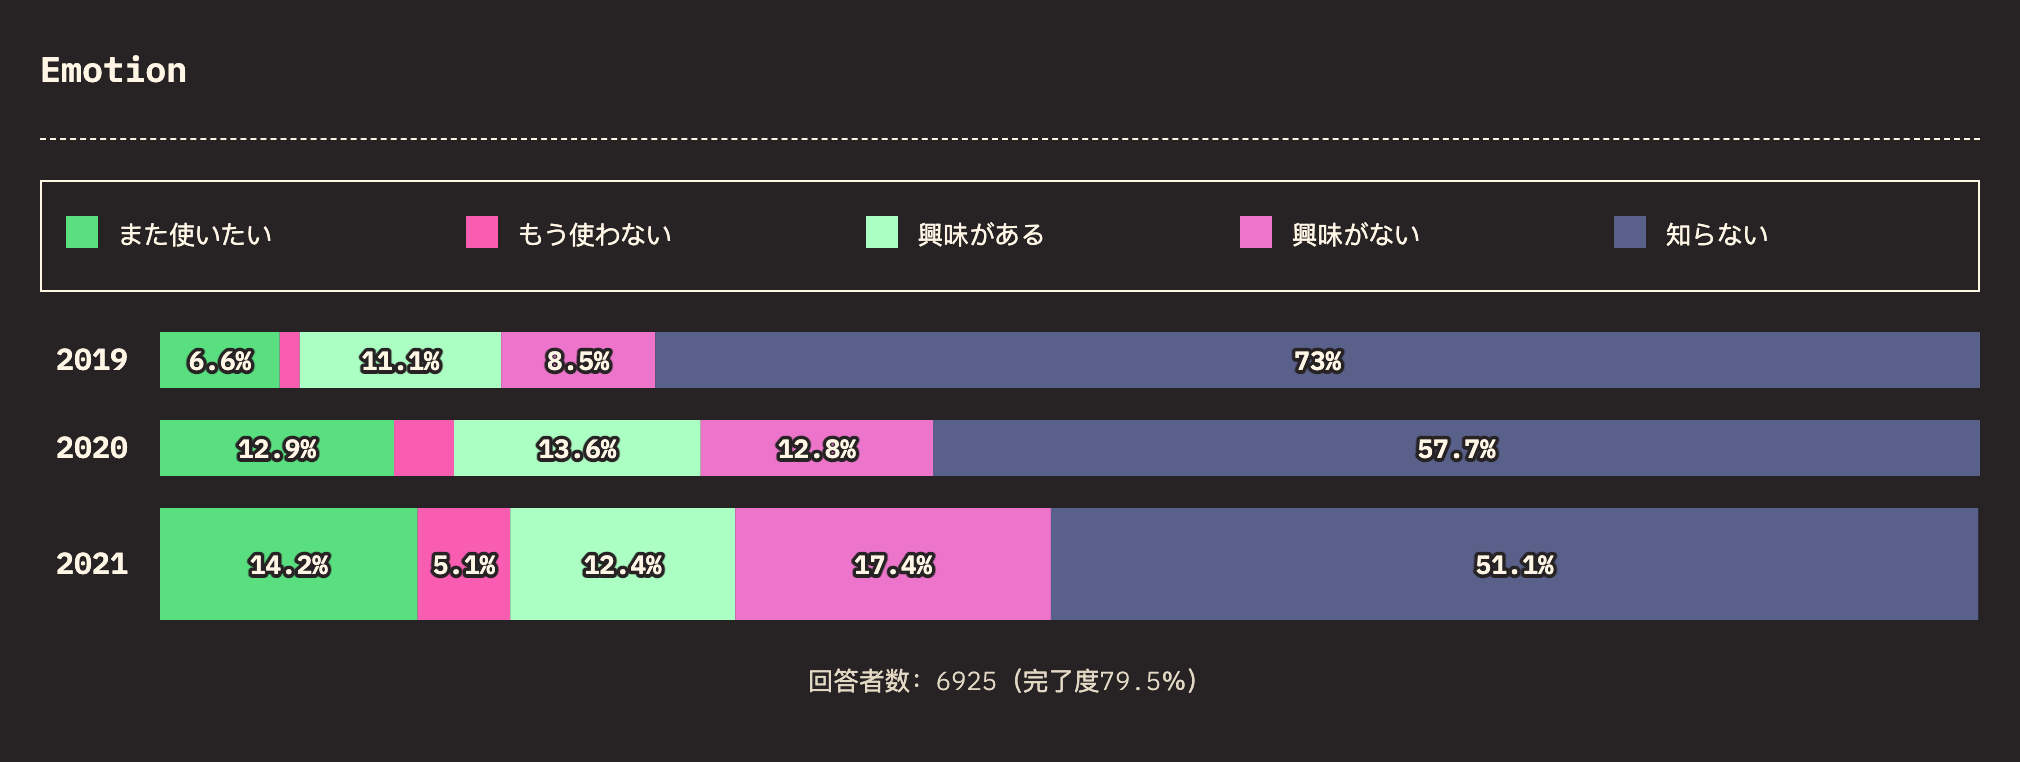 Emotion
また使いたい もう使わない 興味がある 興味がない 知らない
2019 6.6% 11.1% 8.5% 73%
2020 12.9% 13.6% 12.8% 57.7%
2021 14.2% 5.1% 12.4% 17.4% 51.1%
回答者数: 6925 (完了度79.5%)